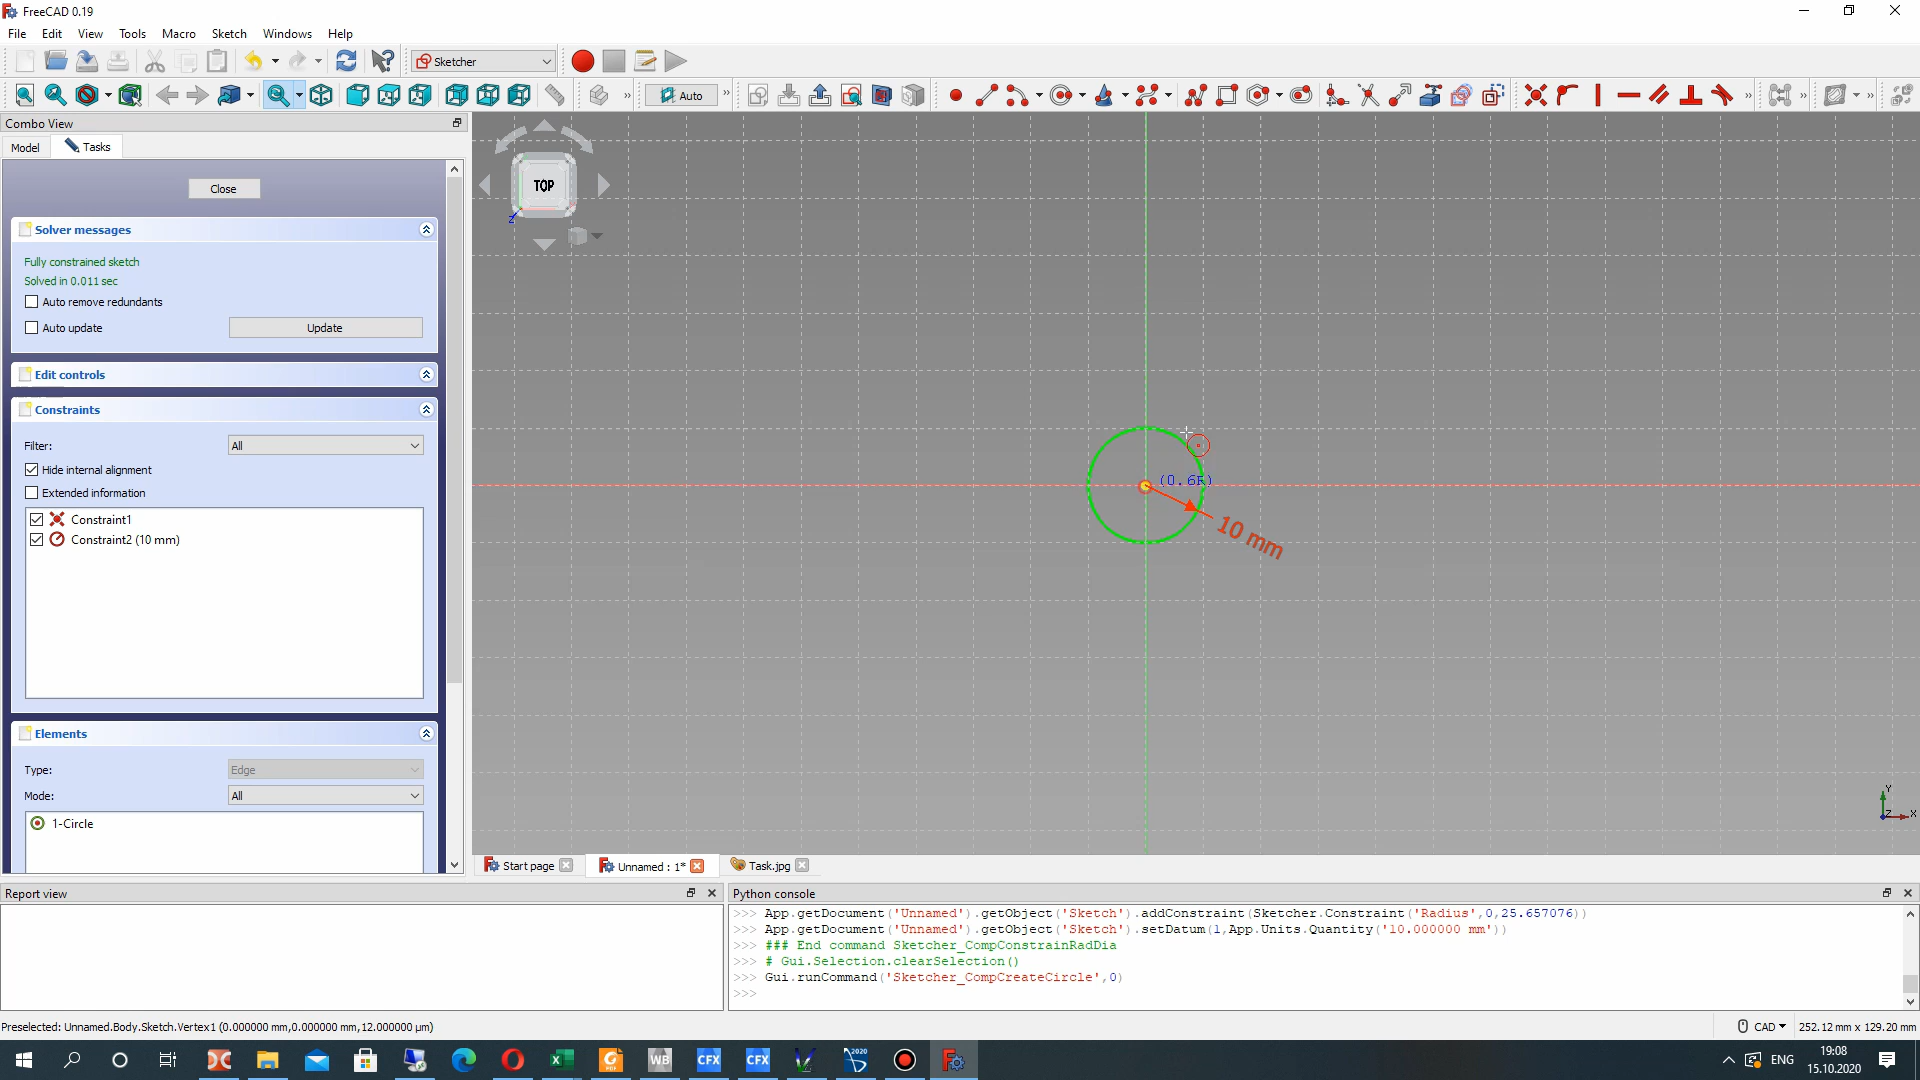 FreeCAD 0.19
File Edit View Tools Macro Sketch Windows Help
Sketcher
Auto
Combo View
Model Tasks
Close
Solver messages
Fully constrained sketch
Solved in 0.011 sec
Auto remove redundants
Auto update Update
Edit controls
Constraints
Filter: All
Hide internal alignment
Extended information
Constraint1
Constraint2 (10 mm)
Elements
Type: Edge
Mode: All
1-Circle
TOP
Z
(0.6R)
10 mm
Y
Z X
Start page Unnamed : 1* Task.jpg
Report view
Python console
>>> App.getDocument('Unnamed').getObject('Sketch').addConstraint(Sketcher.Constraint('Radius',0,25.657076))
>>> App.getDocument('Unnamed').getObject('Sketch').setDatum(1,App.Units.Quantity('10.000000 mm'))
>>> ### End command Sketcher_CompConstrainRadDia
>>> # Gui.Selection.clearSelection()
>>> Gui.runCommand('Sketcher_CompCreateCircle',0)
>>>
Preselected: Unnamed.Body.Sketch.Vertex1 (0.000000 mm,0.000000 mm,12.000000 µm)
CAD 252.12 mm x 129.20 mm
WB CFX CFX 2020
ENG
19:08
15.10.2020